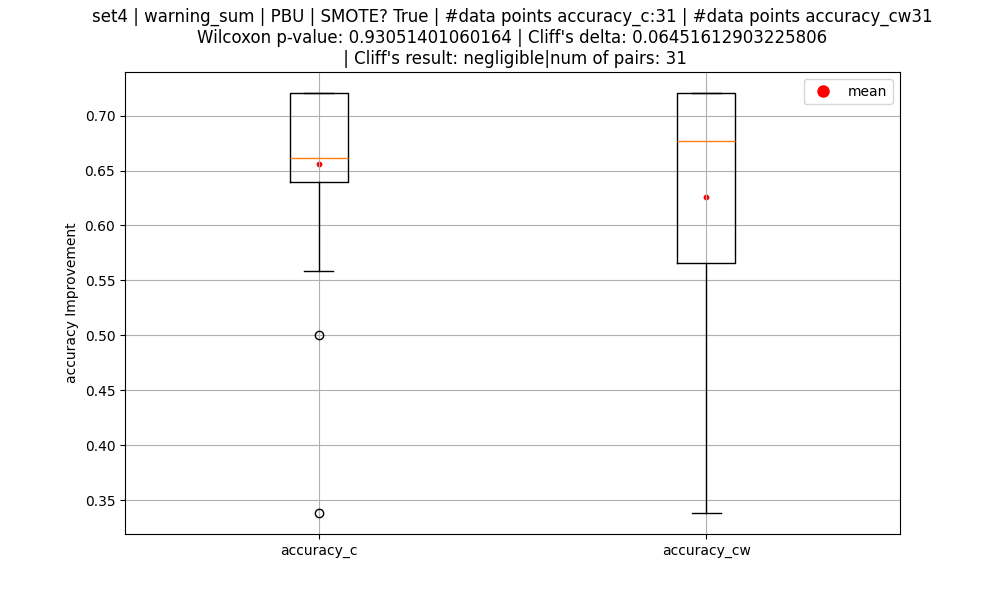 set4 | warning_sum | PBU | SMOTE? True | #data points accuracy_c:31 | #data points accuracy_cw31
Wilcoxon p-value: 0.93051401060164 | Cliff's delta: 0.06451612903225806
| Cliff's result: negligible|num of pairs: 31
mean
0.70
0.65
0.60
0.55
0.50
0.45
0.40
0.35
accuracy Improvement
accuracy_c
accuracy_cw